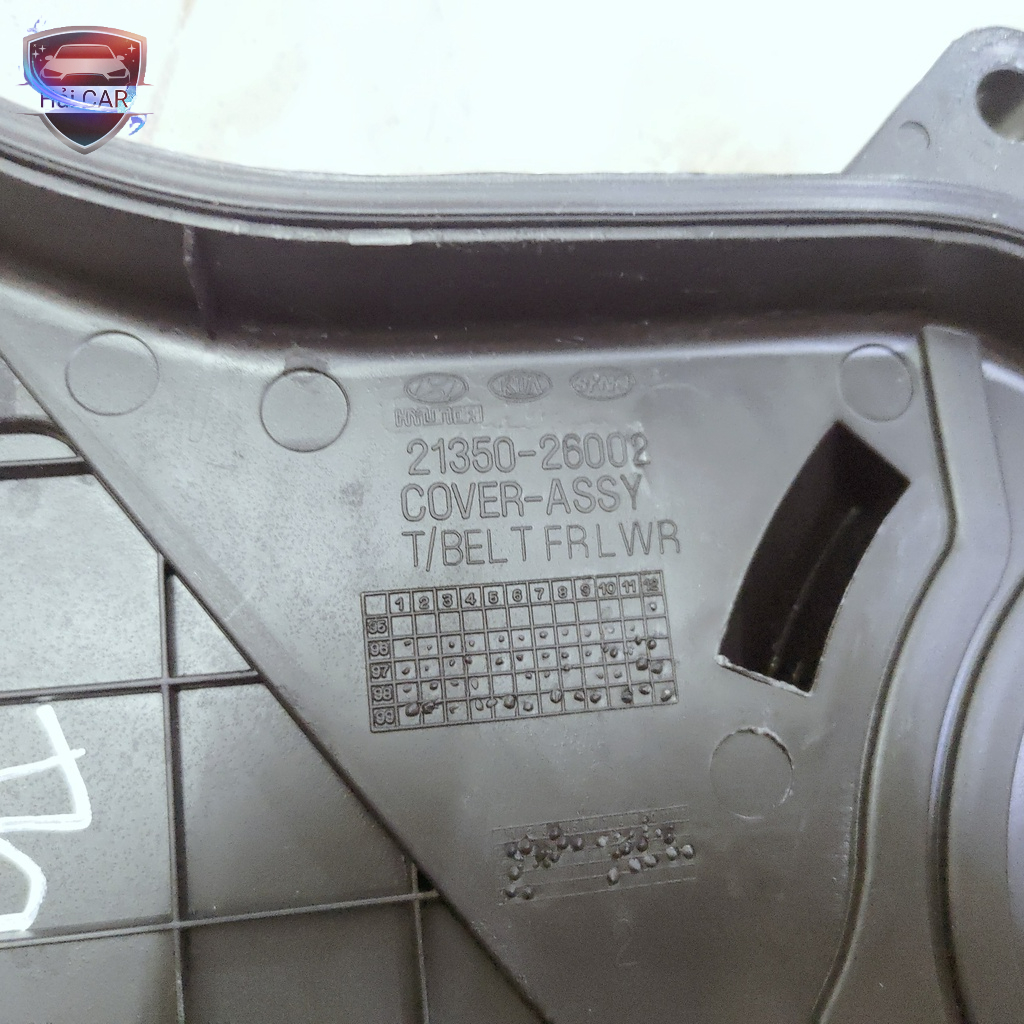 Hải CAR
KIA
HYUNDAI
21350-26002
COVER-ASSY
T/BELT FR LWR
1 2 3 4 5 6 7 8 9 10 11 12
95
96
97
98
99